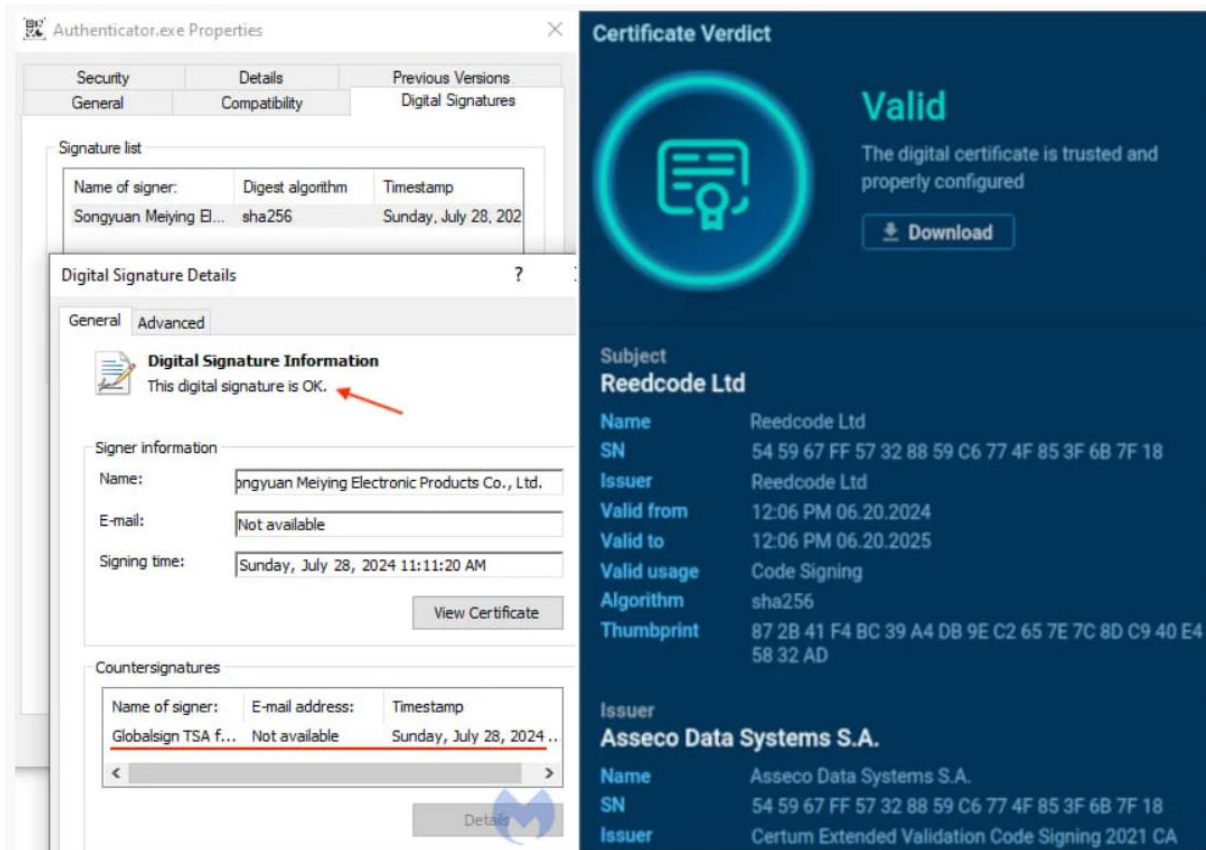 Authenticator.exe Properties
Security Details Previous Versions
General Compatibility Digital Signatures
Signature list
Name of signer: Digest algorithm Timestamp
Songyuan Meiying El... sha256 Sunday, July 28, 202
Digital Signature Details ?
General Advanced
Digital Signature Information
This digital signature is OK.
Signer information
Name: ongyuan Meiying Electronic Products Co., Ltd.
E-mail: Not available
Signing time: Sunday, July 28, 2024 11:11:20 AM
View Certificate
Countersignatures
Name of signer: E-mail address: Timestamp
Globalsign TSA f... Not available Sunday, July 28, 2024 ...
Details
Certificate Verdict
Valid
The digital certificate is trusted and
properly configured
Download
Subject
Reedcode Ltd
Name Reedcode Ltd
SN 54 59 67 FF 57 32 88 59 C6 77 4F 85 3F 6B 7F 18
Issuer Reedcode Ltd
Valid from 12:06 PM 06.20.2024
Valid to 12:06 PM 06.20.2025
Valid usage Code Signing
Algorithm sha256
Thumbprint 87 2B 41 F4 BC 39 A4 DB 9E C2 65 7E 7C 8D C9 40 E4
58 32 AD
Issuer
Asseco Data Systems S.A.
Name Asseco Data Systems S.A.
SN 54 59 67 FF 57 32 88 59 C6 77 4F 85 3F 6B 7F 18
Issuer Certum Extended Validation Code Signing 2021 CA